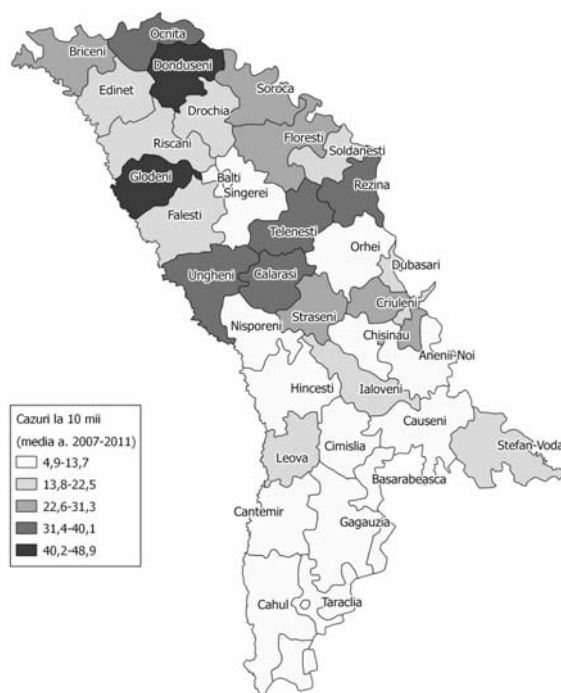 Ocnita
Briceni
Donduseni
Edinet
Soroca
Drochia
Floresti
Riscani
Soldanesti
Glodeni
Balti
Rezina
Singerei
Falesti
Telenesti
Orhei
Dubasari
Ungheni
Calarasi
Criuleni
Straseni
Nisporeni
Chisinau
Anenii-Noi
Hincesti
Ialoveni
Causeni
Stefan-Voda
Leova
Cimislia
Basarabeasca
Cantemir
Gagauzia
Cahul
Taraclia
Cazuri la 10 mii
(media a. 2007-2011)
4,9-13,7
13,8-22,5
22,6-31,3
31,4-40,1
40,2-48,9